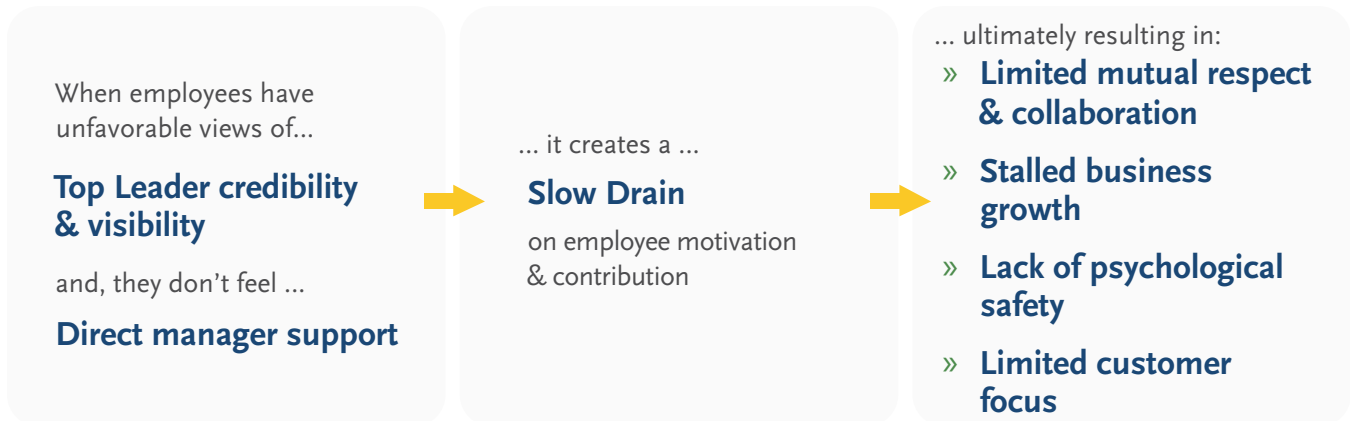 When employees have
unfavorable views of...
Top Leader credibility
& visibility
and, they don’t feel ...
Direct manager support
... it creates a ...
Slow Drain
on employee motivation
& contribution
... ultimately resulting in:
» Limited mutual respect
& collaboration
» Stalled business
growth
» Lack of psychological
safety
» Limited customer
focus